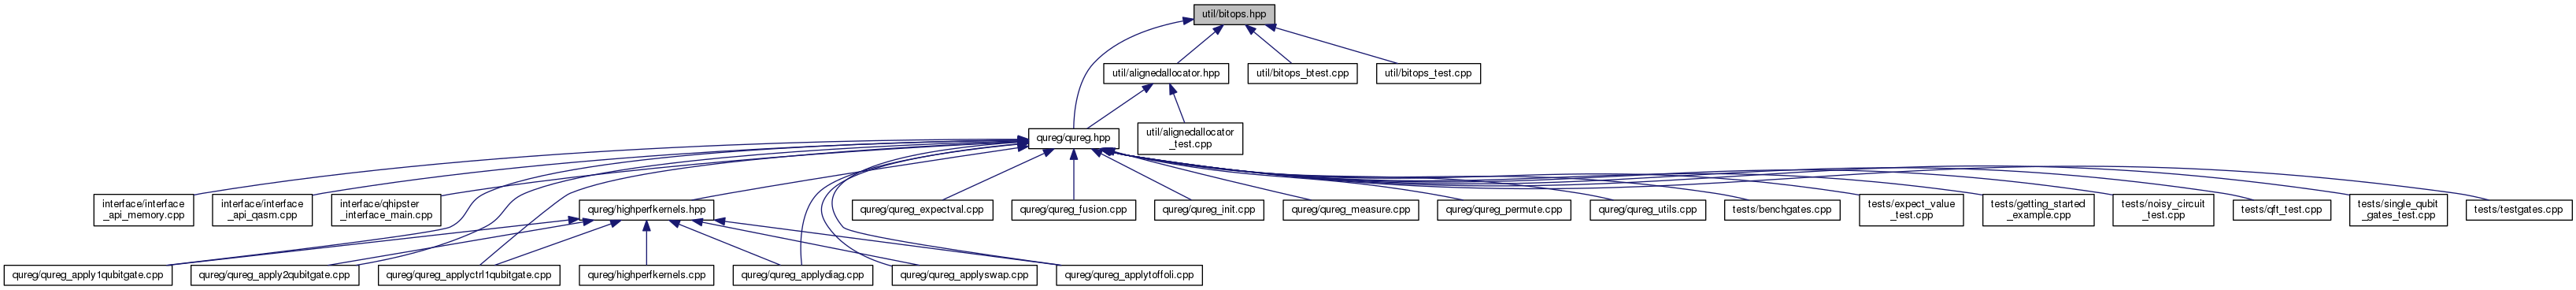 util/bitops.hpp
util/alignedallocator.hpp
util/bitops_btest.cpp
util/bitops_test.cpp
qureg/qureg.hpp
util/alignedallocator
_test.cpp
interface/interface
_api_memory.cpp
interface/interface
_api_qasm.cpp
interface/qhipster
_interface_main.cpp
qureg/highperfkernels.hpp
qureg/qureg_expectval.cpp
qureg/qureg_fusion.cpp
qureg/qureg_init.cpp
qureg/qureg_measure.cpp
qureg/qureg_permute.cpp
qureg/qureg_utils.cpp
tests/benchgates.cpp
tests/expect_value
_test.cpp
tests/getting_started
_example.cpp
tests/noisy_circuit
_test.cpp
tests/qft_test.cpp
tests/single_qubit
_gates_test.cpp
tests/testgates.cpp
qureg/qureg_apply1qubitgate.cpp
qureg/qureg_apply2qubitgate.cpp
qureg/qureg_applyctrl1qubitgate.cpp
qureg/highperfkernels.cpp
qureg/qureg_applydiag.cpp
qureg/qureg_applyswap.cpp
qureg/qureg_applytoffoli.cpp